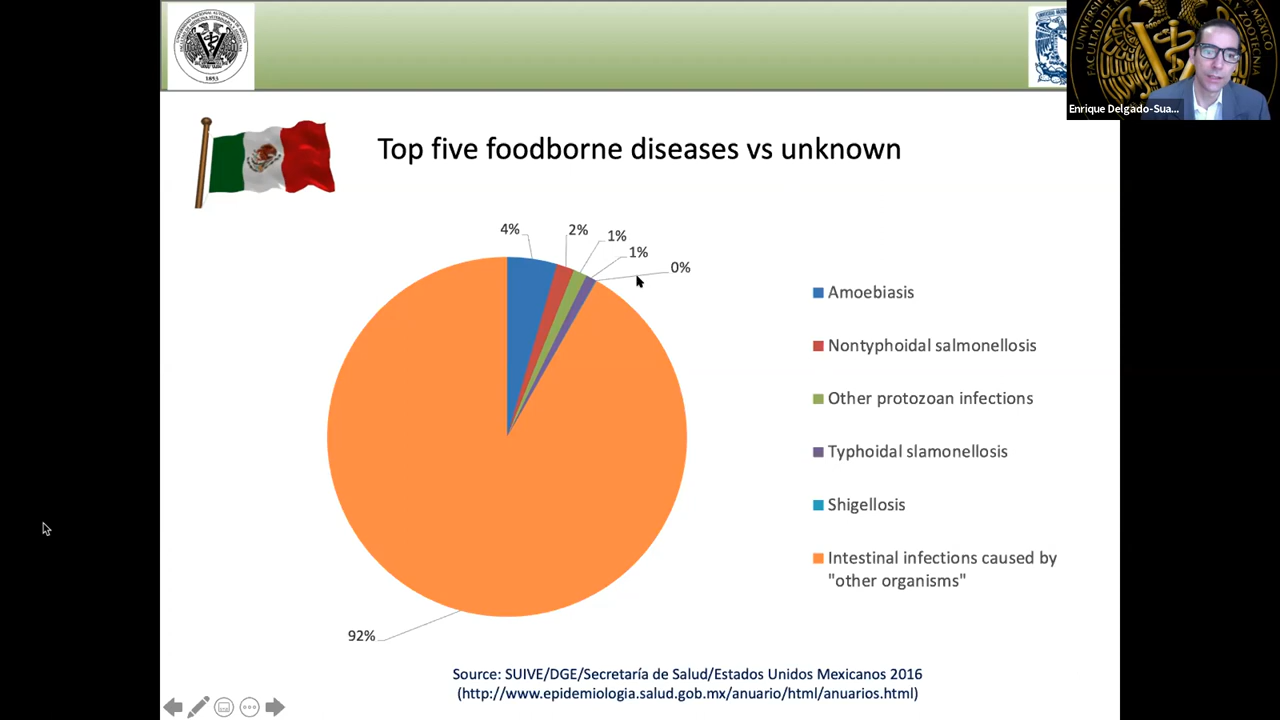 1853
Enrique Delgado-Sua...
Top five foodborne diseases vs unknown
4%
2%
1%
1%
0%
92%
Amoebiasis
Nontyphoidal salmonellosis
Other protozoan infections
Typhoidal slamonellosis
Shigellosis
Intestinal infections caused by
"other organisms"
Source: SUIVE/DGE/Secretaría de Salud/Estados Unidos Mexicanos 2016
(http://www.epidemiologia.salud.gob.mx/anuario/html/anuarios.html)